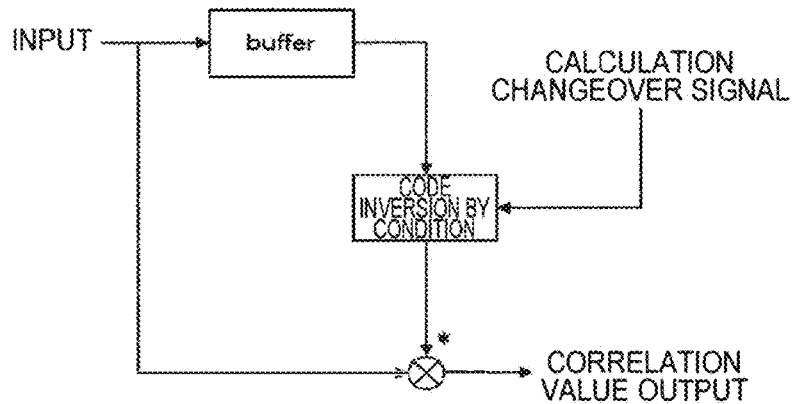 INPUT
buffer
CALCULATION
CHANGEOVER SIGNAL
CODE
INVERSION BY
CONDITION
*
CORRELATION
VALUE OUTPUT